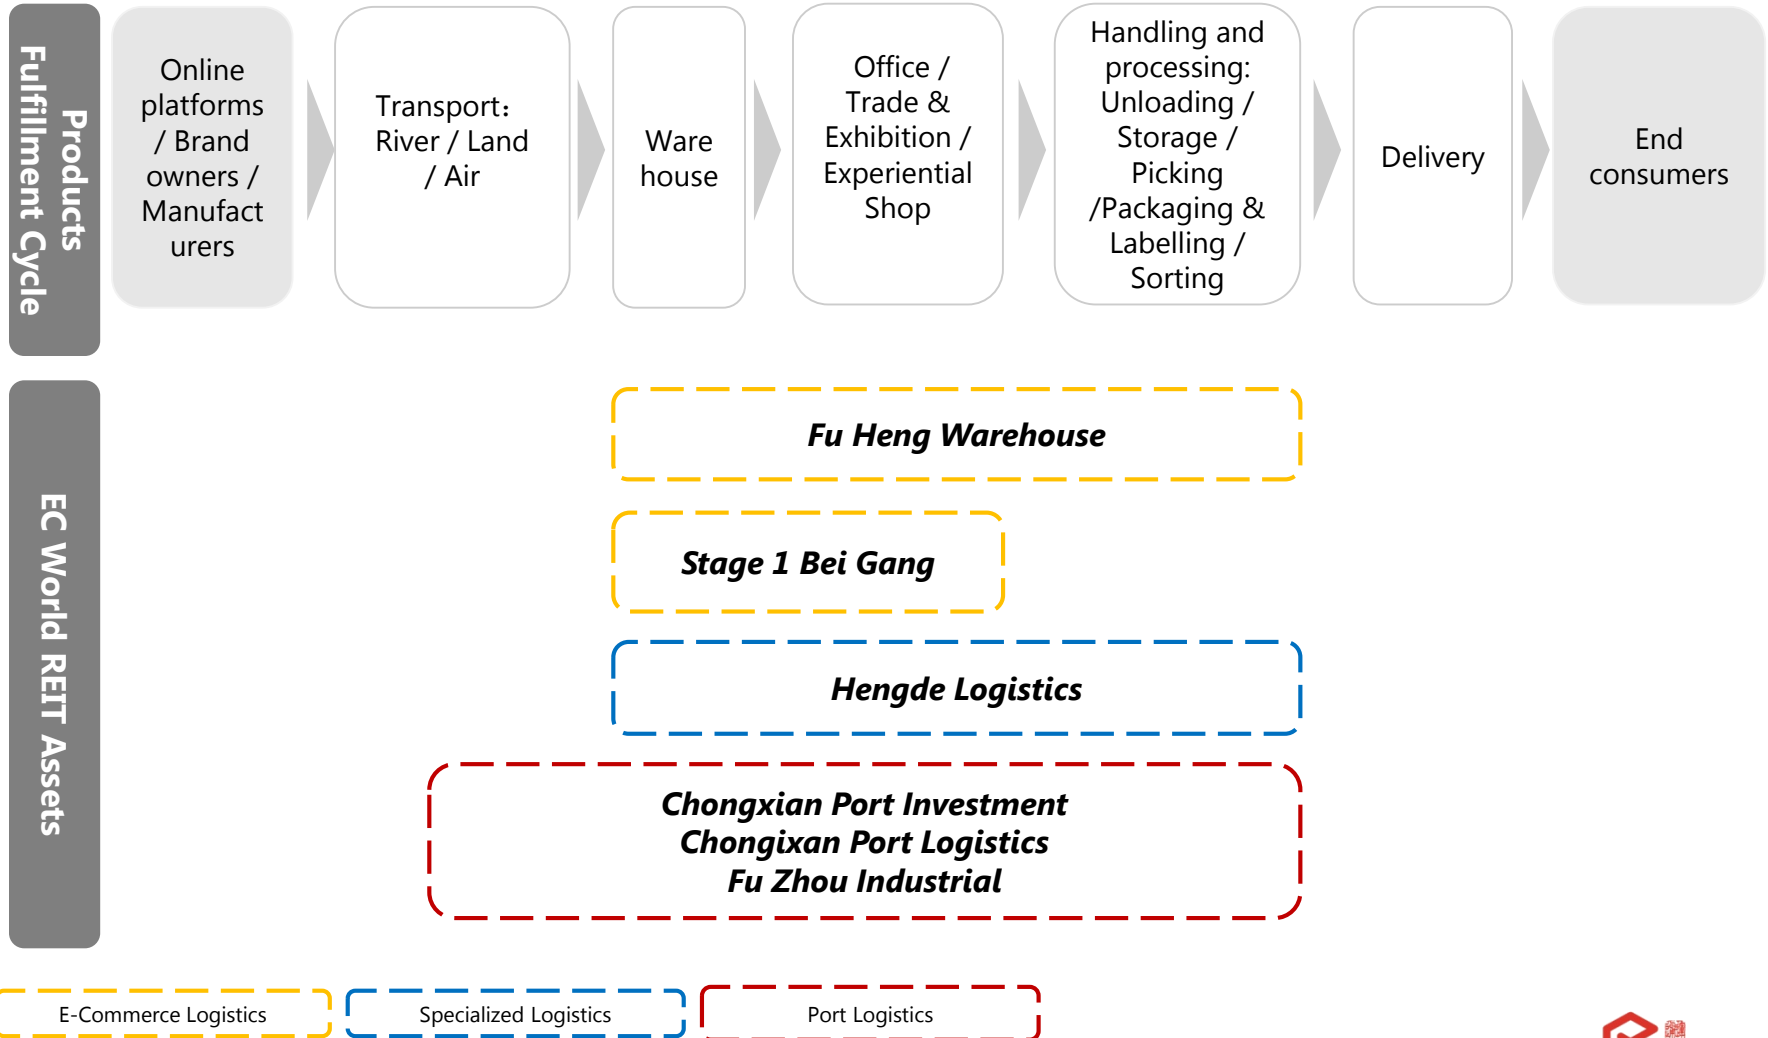 Products
Fulfillment Cycle
Online
platforms
/ Brand
owners /
Manufact
urers
Transport：
River / Land
/ Air
Ware
house
Office /
Trade &
Exhibition /
Experiential
Shop
Handling and
processing:
Unloading /
Storage /
Picking
/Packaging &
Labelling /
Sorting
Delivery
End
consumers
EC World REIT Assets
Fu Heng Warehouse
Stage 1 Bei Gang
Hengde Logistics
Chongxian Port Investment
Chongixan Port Logistics
Fu Zhou Industrial
E-Commerce Logistics
Specialized Logistics
Port Logistics